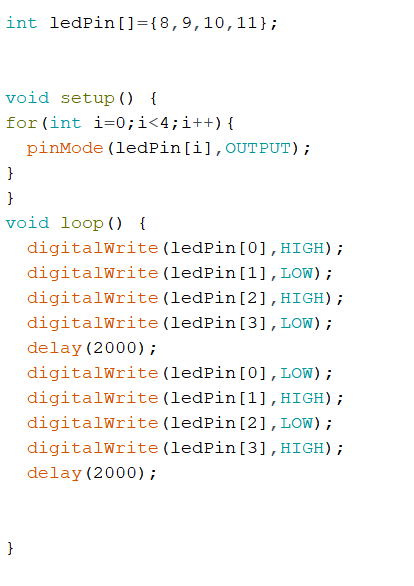 int ledPin[]={8,9,10,11};
void setup() {
for(int i=0;i<4;i++){
  pinMode(ledPin[i],OUTPUT);
}
}
void loop() {
  digitalWrite(ledPin[0],HIGH);
  digitalWrite(ledPin[1],LOW);
  digitalWrite(ledPin[2],HIGH);
  digitalWrite(ledPin[3],LOW);
  delay(2000);
  digitalWrite(ledPin[0],LOW);
  digitalWrite(ledPin[1],HIGH);
  digitalWrite(ledPin[2],LOW);
  digitalWrite(ledPin[3],HIGH);
  delay(2000);
}